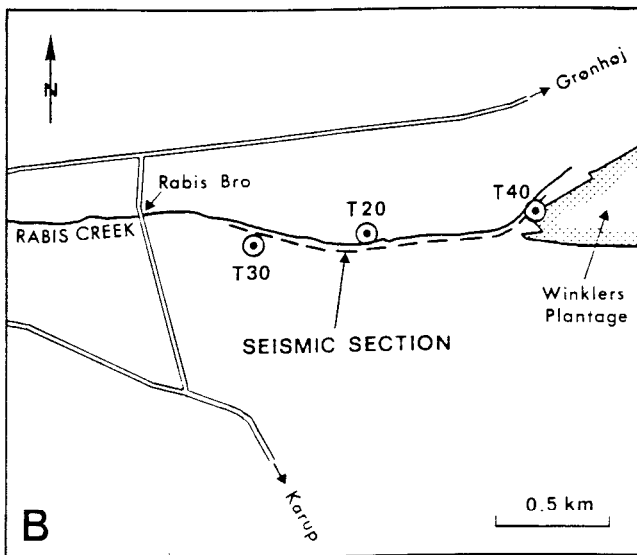 N
Grønhøj
Rabis Bro
T40
T20
RABIS CREEK
T30
Winklers
Plantage
SEISMIC SECTION
Karup
0.5 km
B